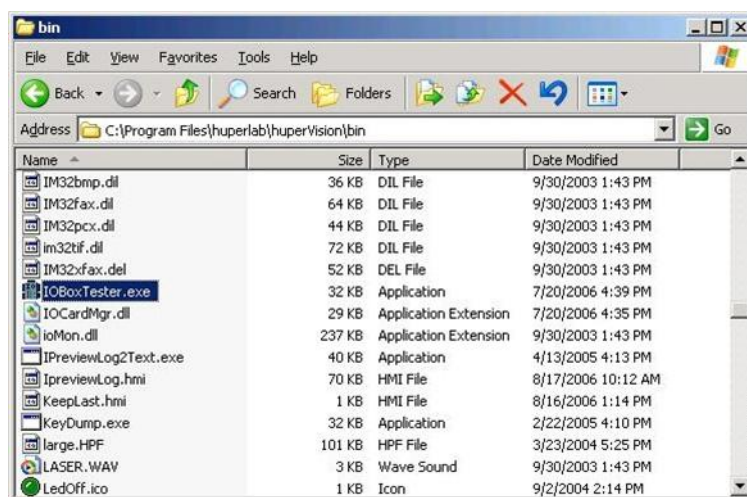 bin
File Edit View Favorites Tools Help
Back Search Folders
Address C:\Program Files\huperlab\huperVision\bin Go
Name Size Type Date Modified
IM32bmp.dil 36 KB DIL File 9/30/2003 1:43 PM
IM32fax.dil 64 KB DIL File 9/30/2003 1:43 PM
IM32pcx.dil 44 KB DIL File 9/30/2003 1:43 PM
im32tif.dil 72 KB DIL File 9/30/2003 1:43 PM
IM32xfax.del 52 KB DEL File 9/30/2003 1:43 PM
IOBoxTester.exe 32 KB Application 7/20/2006 4:39 PM
IOCardMgr.dll 29 KB Application Extension 7/20/2006 4:35 PM
ioMon.dll 237 KB Application Extension 9/30/2003 1:43 PM
IPreviewLog2Text.exe 40 KB Application 4/13/2005 4:13 PM
IpreviewLog.hmi 70 KB HMI File 8/17/2006 10:12 AM
KeepLast.hmi 1 KB HMI File 8/16/2006 1:14 PM
KeyDump.exe 32 KB Application 2/22/2005 4:10 PM
large.HPF 101 KB HPF File 3/23/2004 5:25 PM
LASER.WAV 3 KB Wave Sound 9/30/2003 1:43 PM
LedOff.ico 1 KB Icon 9/2/2004 2:14 PM